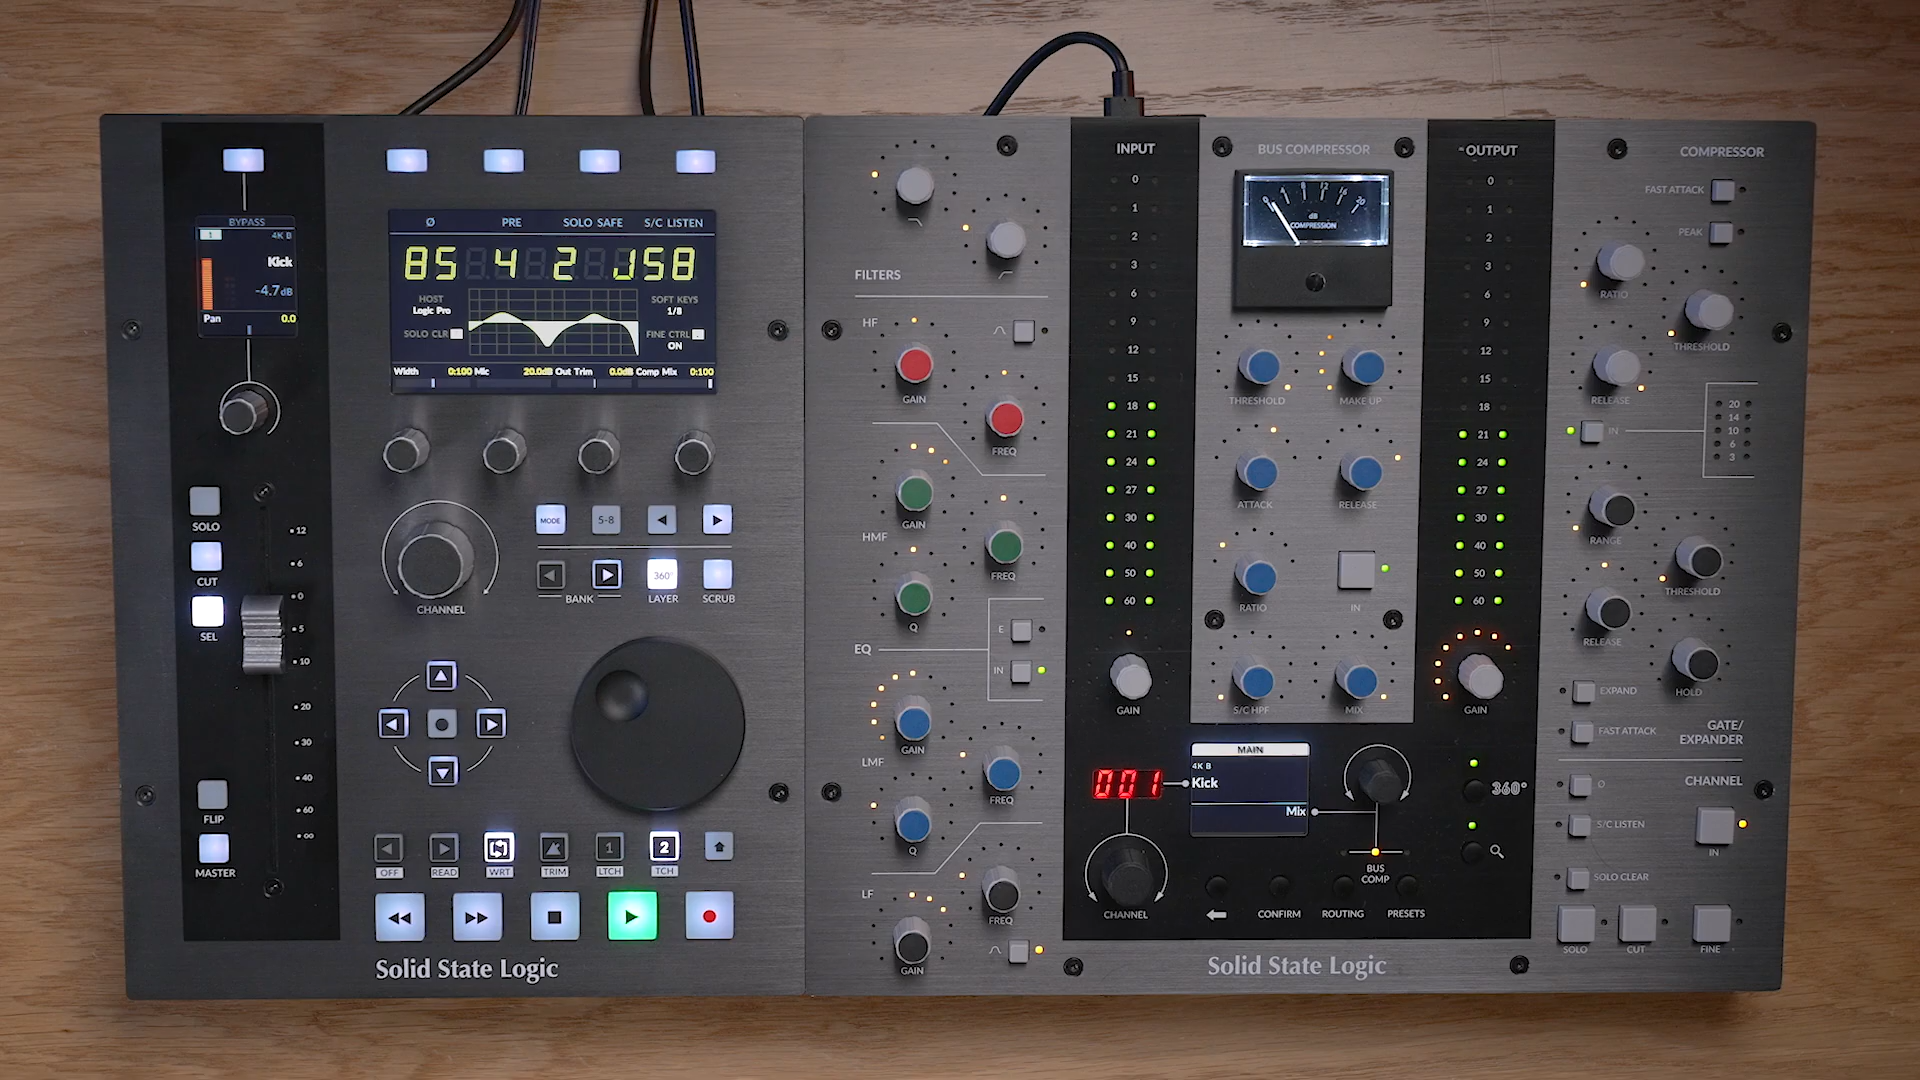 BYPASS
1 4K B
Kick
-4.7dB
Pan 0.0
SOLO
CUT
SEL
12
6
0
5
10
20
30
40
60
∞
FLIP
MASTER
Ø PRE SOLO SAFE S/C LISTEN
85 4 2 158
HOST
Logic Pro
SOFT KEYS
1/8
SOLO CLR
FINE CTRL
ON
Width 0:100 Mic 20.0dB Out Trim 0.0dB Comp Mix 0:100
CHANNEL
MODE 5-8
BANK
360°
LAYER
SCRUB
OFF READ WRT TRIM 1 LTCH 2 TCH
Solid State Logic
FILTERS
HF
GAIN
FREQ
GAIN
HMF
FREQ
Q
E
EQ
IN
GAIN
LMF
FREQ
Q
LF
FREQ
GAIN
INPUT
0
1
2
3
6
9
12
15
18
21
24
27
30
40
50
60
GAIN
BUS COMPRESSOR
0 4 8 12 16 20
dB
COMPRESSION
THRESHOLD MAKE UP
ATTACK RELEASE
RATIO IN
S/C HPF MIX
OUTPUT
0
1
2
3
6
9
12
15
18
21
24
27
30
40
50
60
GAIN
MAIN
4K B
001 Kick
Mix
360°
BUS
COMP
CHANNEL
CONFIRM ROUTING PRESETS
Solid State Logic
COMPRESSOR
FAST ATTACK
PEAK
RATIO
THRESHOLD
RELEASE
IN
20
14
10
6
3
RANGE
THRESHOLD
RELEASE
HOLD
EXPAND
FAST ATTACK
GATE/
EXPANDER
CHANNEL
Ø
S/C LISTEN
IN
SOLO CLEAR
SOLO CUT FINE